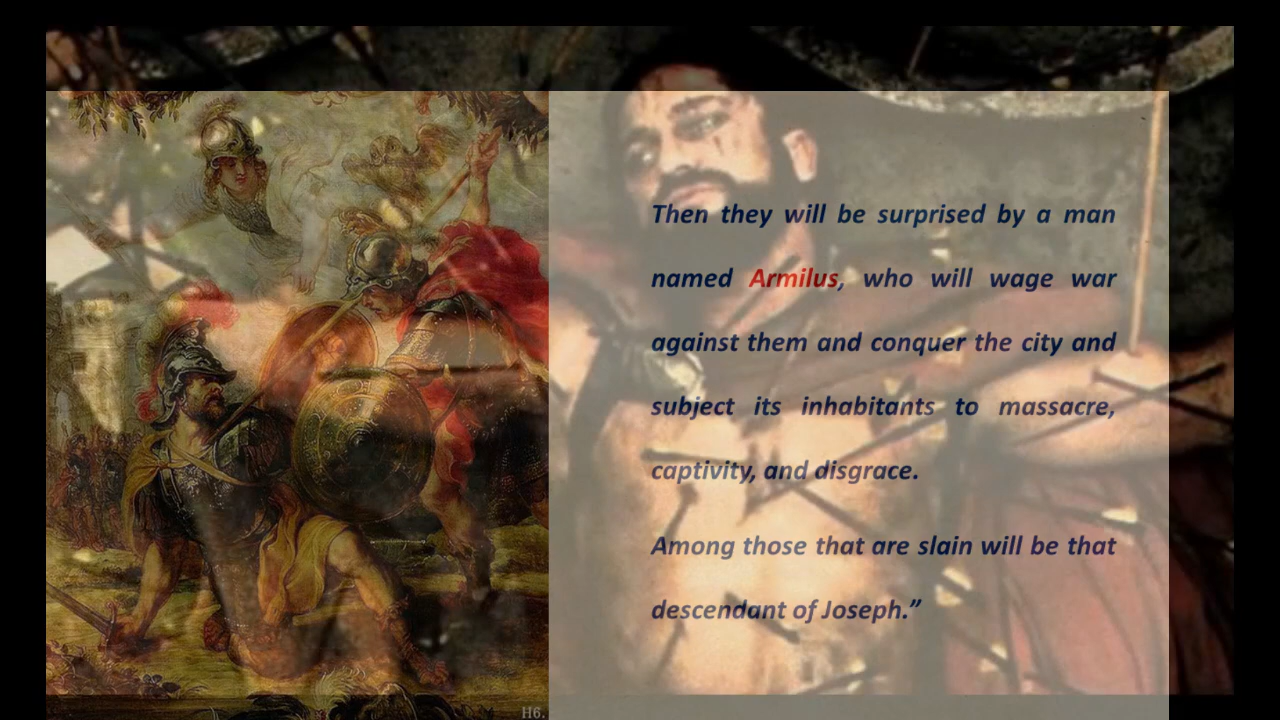 Then they will be surprised by a man
named Armilus, who will wage war
against them and conquer the city and
subject its inhabitants to massacre,
captivity, and disgrace.
Among those that are slain will be that
descendant of Joseph.”
H6.